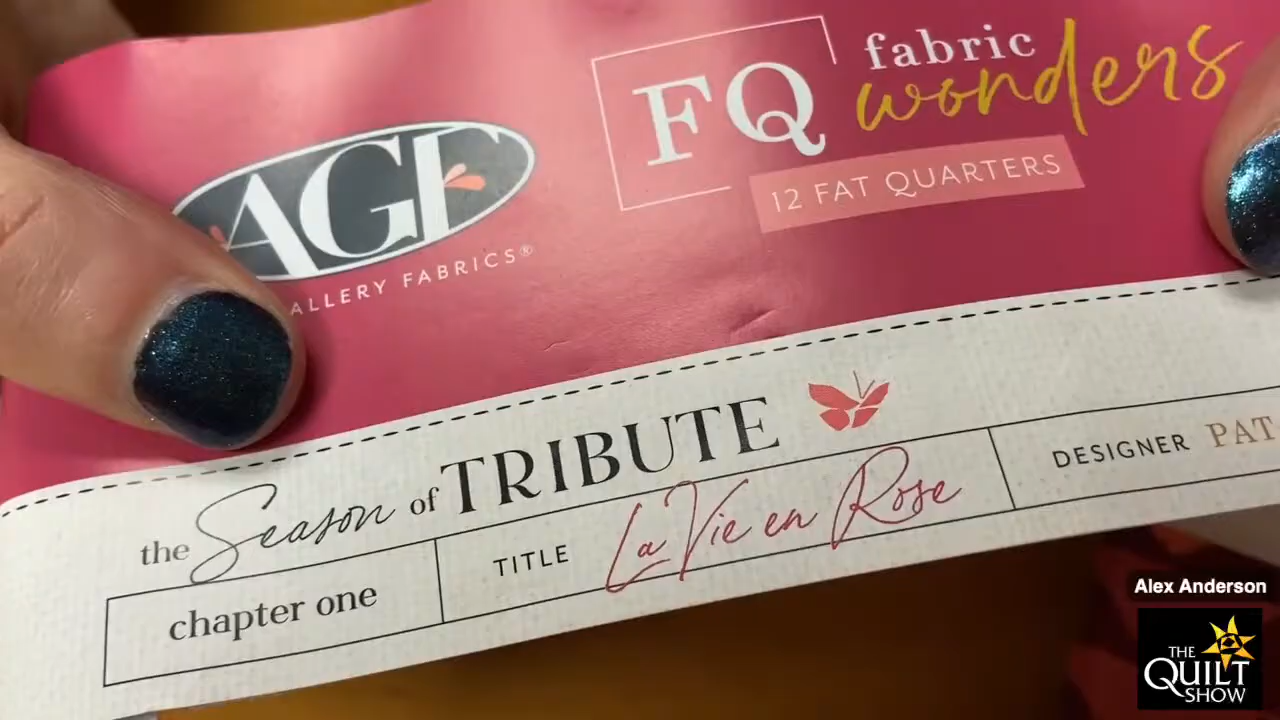 fabric
FQ wonders
12 FAT QUARTERS
AGF
ALLERY FABRICS®
the Season of TRIBUTE
chapter one
TITLE La Vie en Rose
DESIGNER PAT
Alex Anderson
THE
QUILT
SHOW